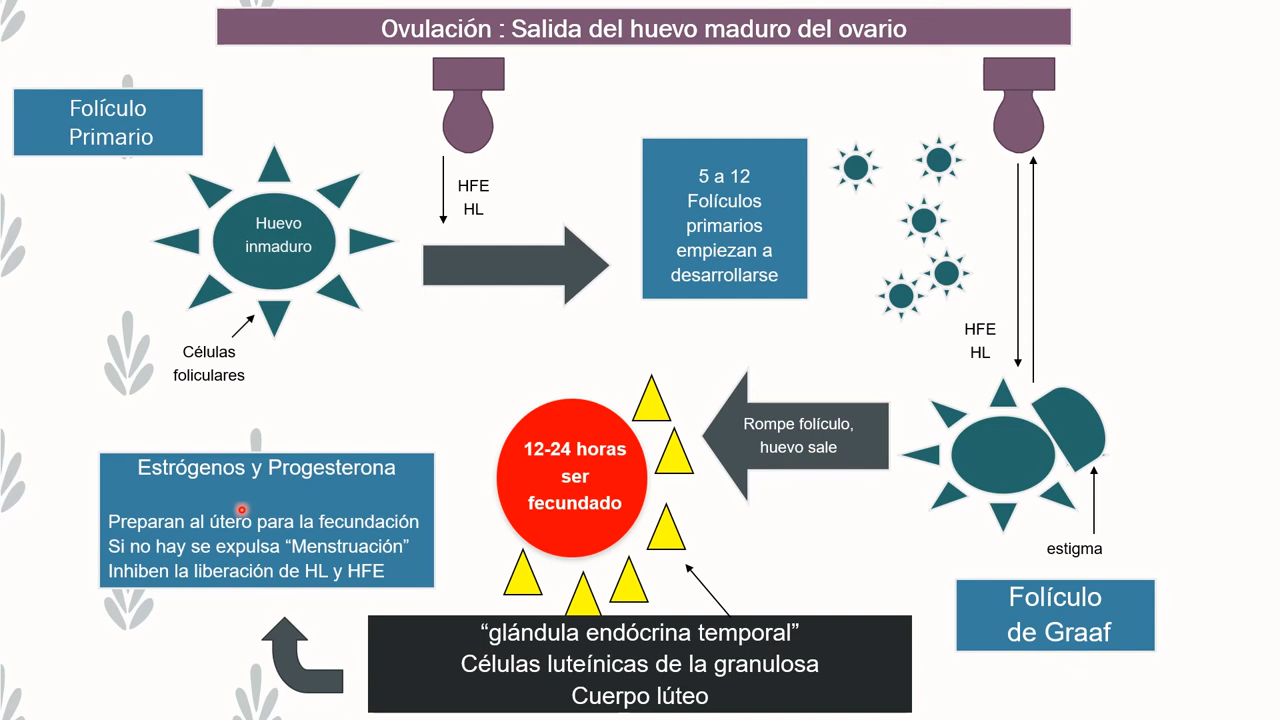 Ovulación : Salida del huevo maduro del ovario
Folículo
Primario
Huevo
inmaduro
Células
foliculares
HFE
HL
5 a 12
Folículos
primarios
empiezan a
desarrollarse
HFE
HL
estigma
Folículo
de Graaf
Rompe folículo,
huevo sale
12-24 horas
ser
fecundado
“glándula endócrina temporal”
Células luteínicas de la granulosa
Cuerpo lúteo
Estrógenos y Progesterona
Preparan al útero para la fecundación
Si no hay se expulsa “Menstruación”
Inhiben la liberación de HL y HFE